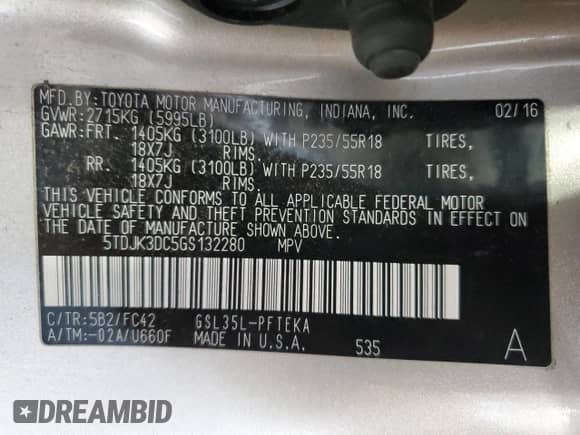 MFD.BY:TOYOTA MOTOR MANUFACTURING, INDIANA, INC. 02/16
GVWR:2715KG (5995LB)
GAWR:FRT. 1405KG (3100LB) WITH P235/55R18 TIRES,
18X7J RIMS.
RR. 1405KG (3100LB) WITH P235/55R18 TIRES,
18X7J RIMS.
THIS VEHICLE CONFORMS TO ALL APPLICABLE FEDERAL MOTOR
VEHICLE SAFETY AND THEFT PREVENTION STANDARDS IN EFFECT ON
THE DATE OF MANUFACTURE SHOWN ABOVE.
5TDJK3DC5GS132280 MPV
C/TR:5B2/FC42 GSL35L-PFTEKA
A/TM:-02A/U660F MADE IN U.S.A. 535 A
DREAMBID